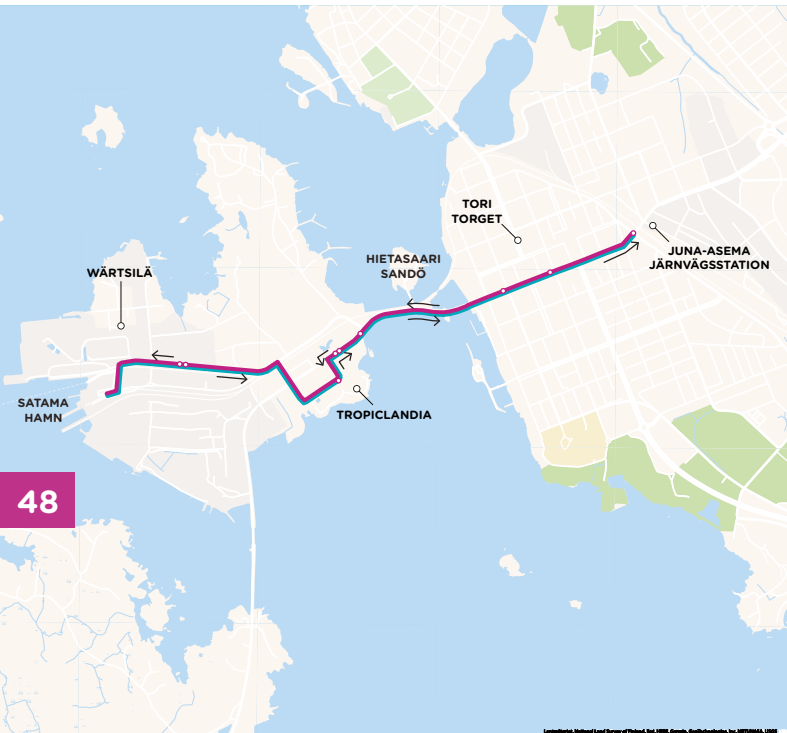 TORI
TORGET
JUNA-ASEMA
JÄRNVÄGSSTATION
HIETASAARI
SANDÖ
WÄRTSILÄ
SATAMA
HAMN
TROPICLANDIA
48